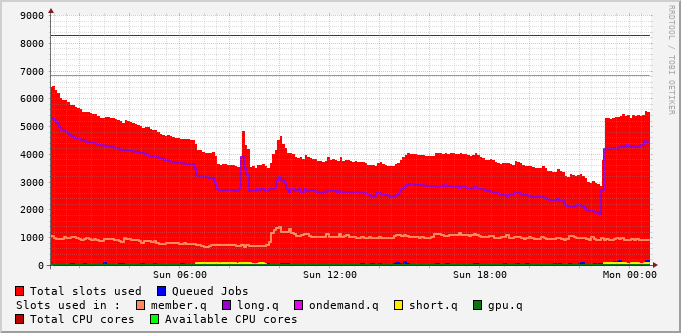 9000
8000
7000
6000
5000
4000
3000
2000
1000
0
Sun 06:00 Sun 12:00 Sun 18:00 Mon 00:00
Total slots used Queued Jobs
Slots used in : member.q long.q ondemand.q short.q gpu.q
Total CPU cores Available CPU cores
RRDTOOL / TOBI OETIKER